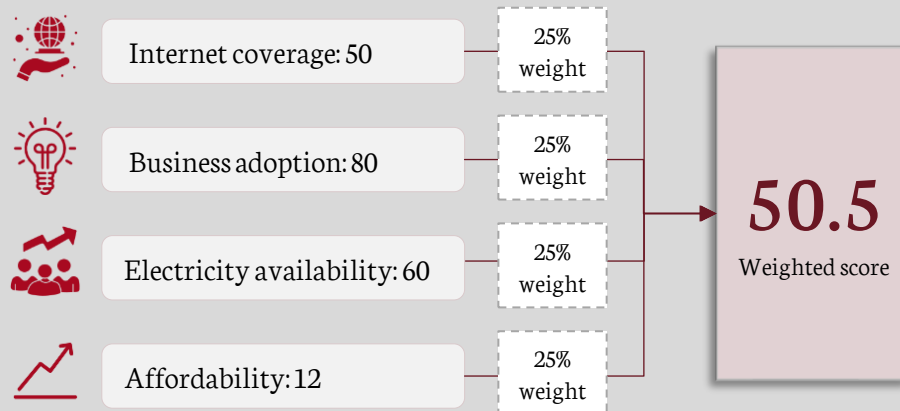 Internet coverage: 50
25%
weight
Business adoption: 80
25%
weight
Electricity availability: 60
25%
weight
Affordability: 12
25%
weight
50.5
Weighted score